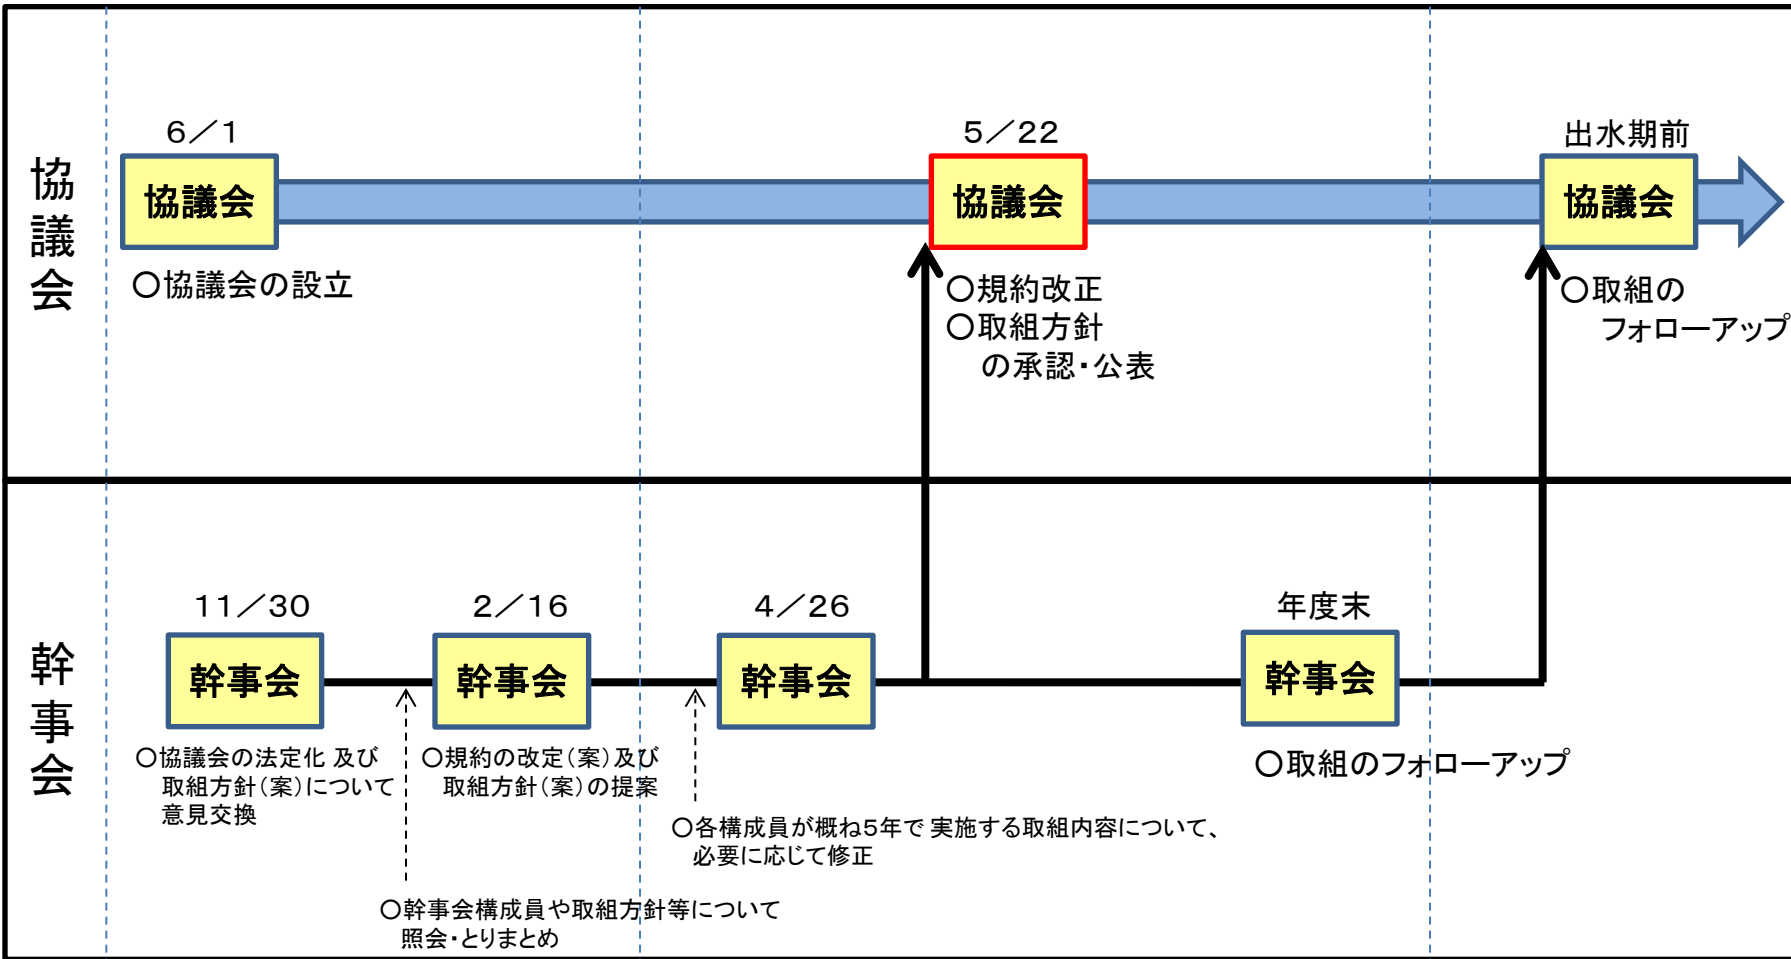 協議会
6/1
協議会
○協議会の設立
5/22
協議会
○規約改正
○取組方針
の承認・公表
出水期前
協議会
○取組の
フォローアップ
幹事会
11/30
幹事会
○協議会の法定化 及び
取組方針(案)について
意見交換
2/16
幹事会
○規約の改定(案)及び
取組方針(案)の提案
4/26
幹事会
年度末
幹事会
○取組のフォローアップ
○各構成員が概ね5年で 実施する取組内容について、
必要に応じて修正
○幹事会構成員や取組方針等について
照会・とりまとめ